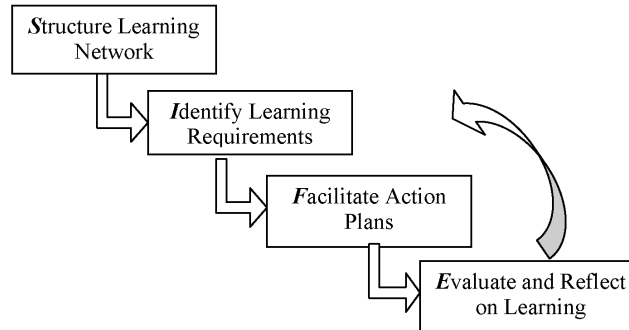 Structure Learning
Network
Identify Learning
Requirements
Facilitate Action
Plans
Evaluate and Reflect
on Learning